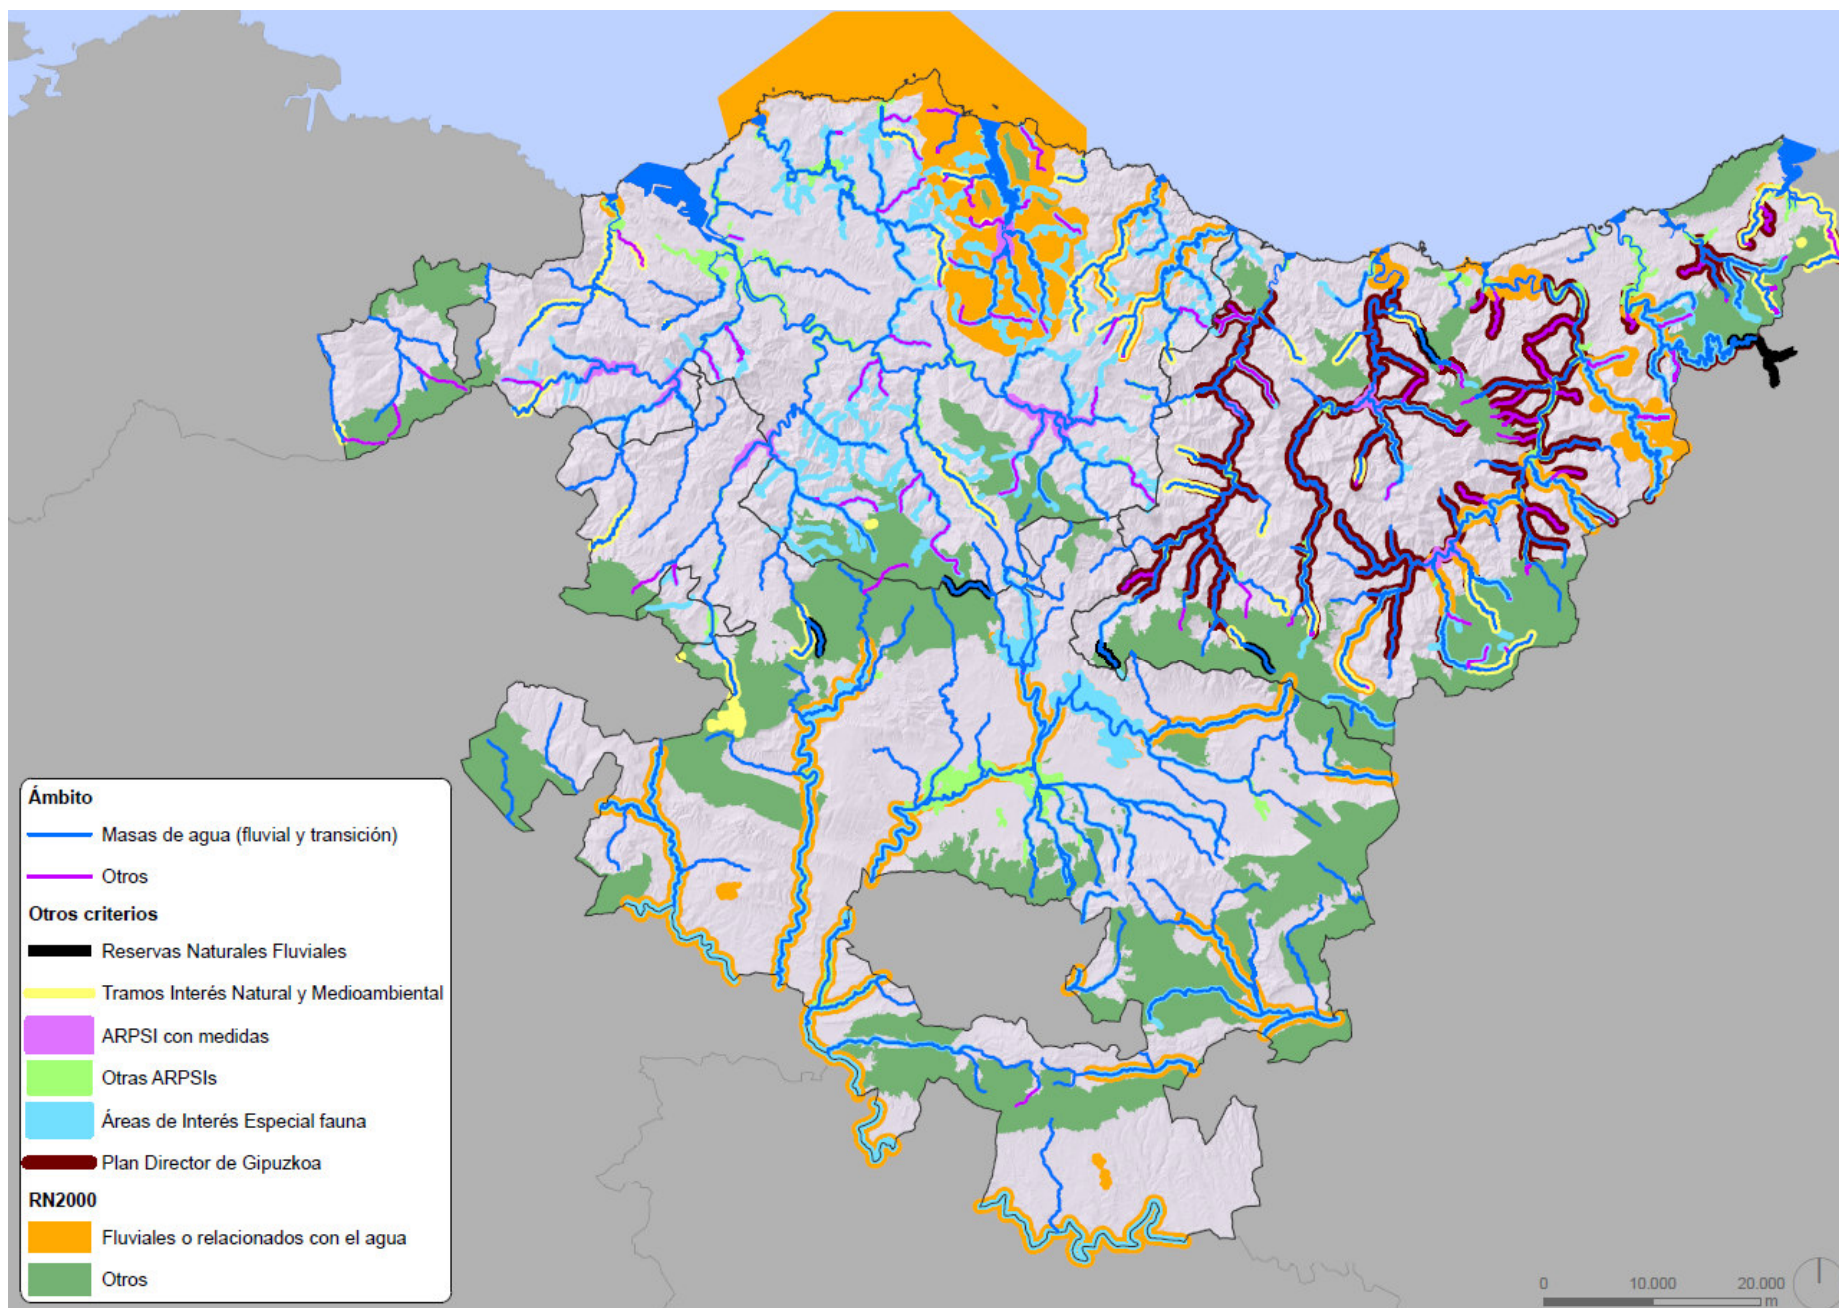 Ámbito
Masas de agua (fluvial y transición)
Otros
Otros criterios
Reservas Naturales Fluviales
Tramos Interés Natural y Medioambiental
ARPSI con medidas
Otras ARPSIs
Áreas de Interés Especial fauna
Plan Director de Gipuzkoa
RN2000
Fluviales o relacionados con el agua
Otros
0 10.000 20.000
m